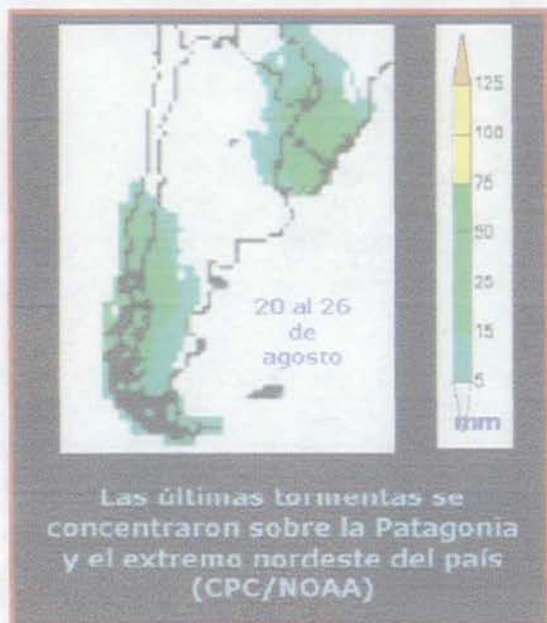 125
100
75
50
25
15
5
mm
20 al 26
de
agosto
Las últimas tormentas se
concentraron sobre la Patagonia
y el extremo nordeste del país
(CPC/NOAA)